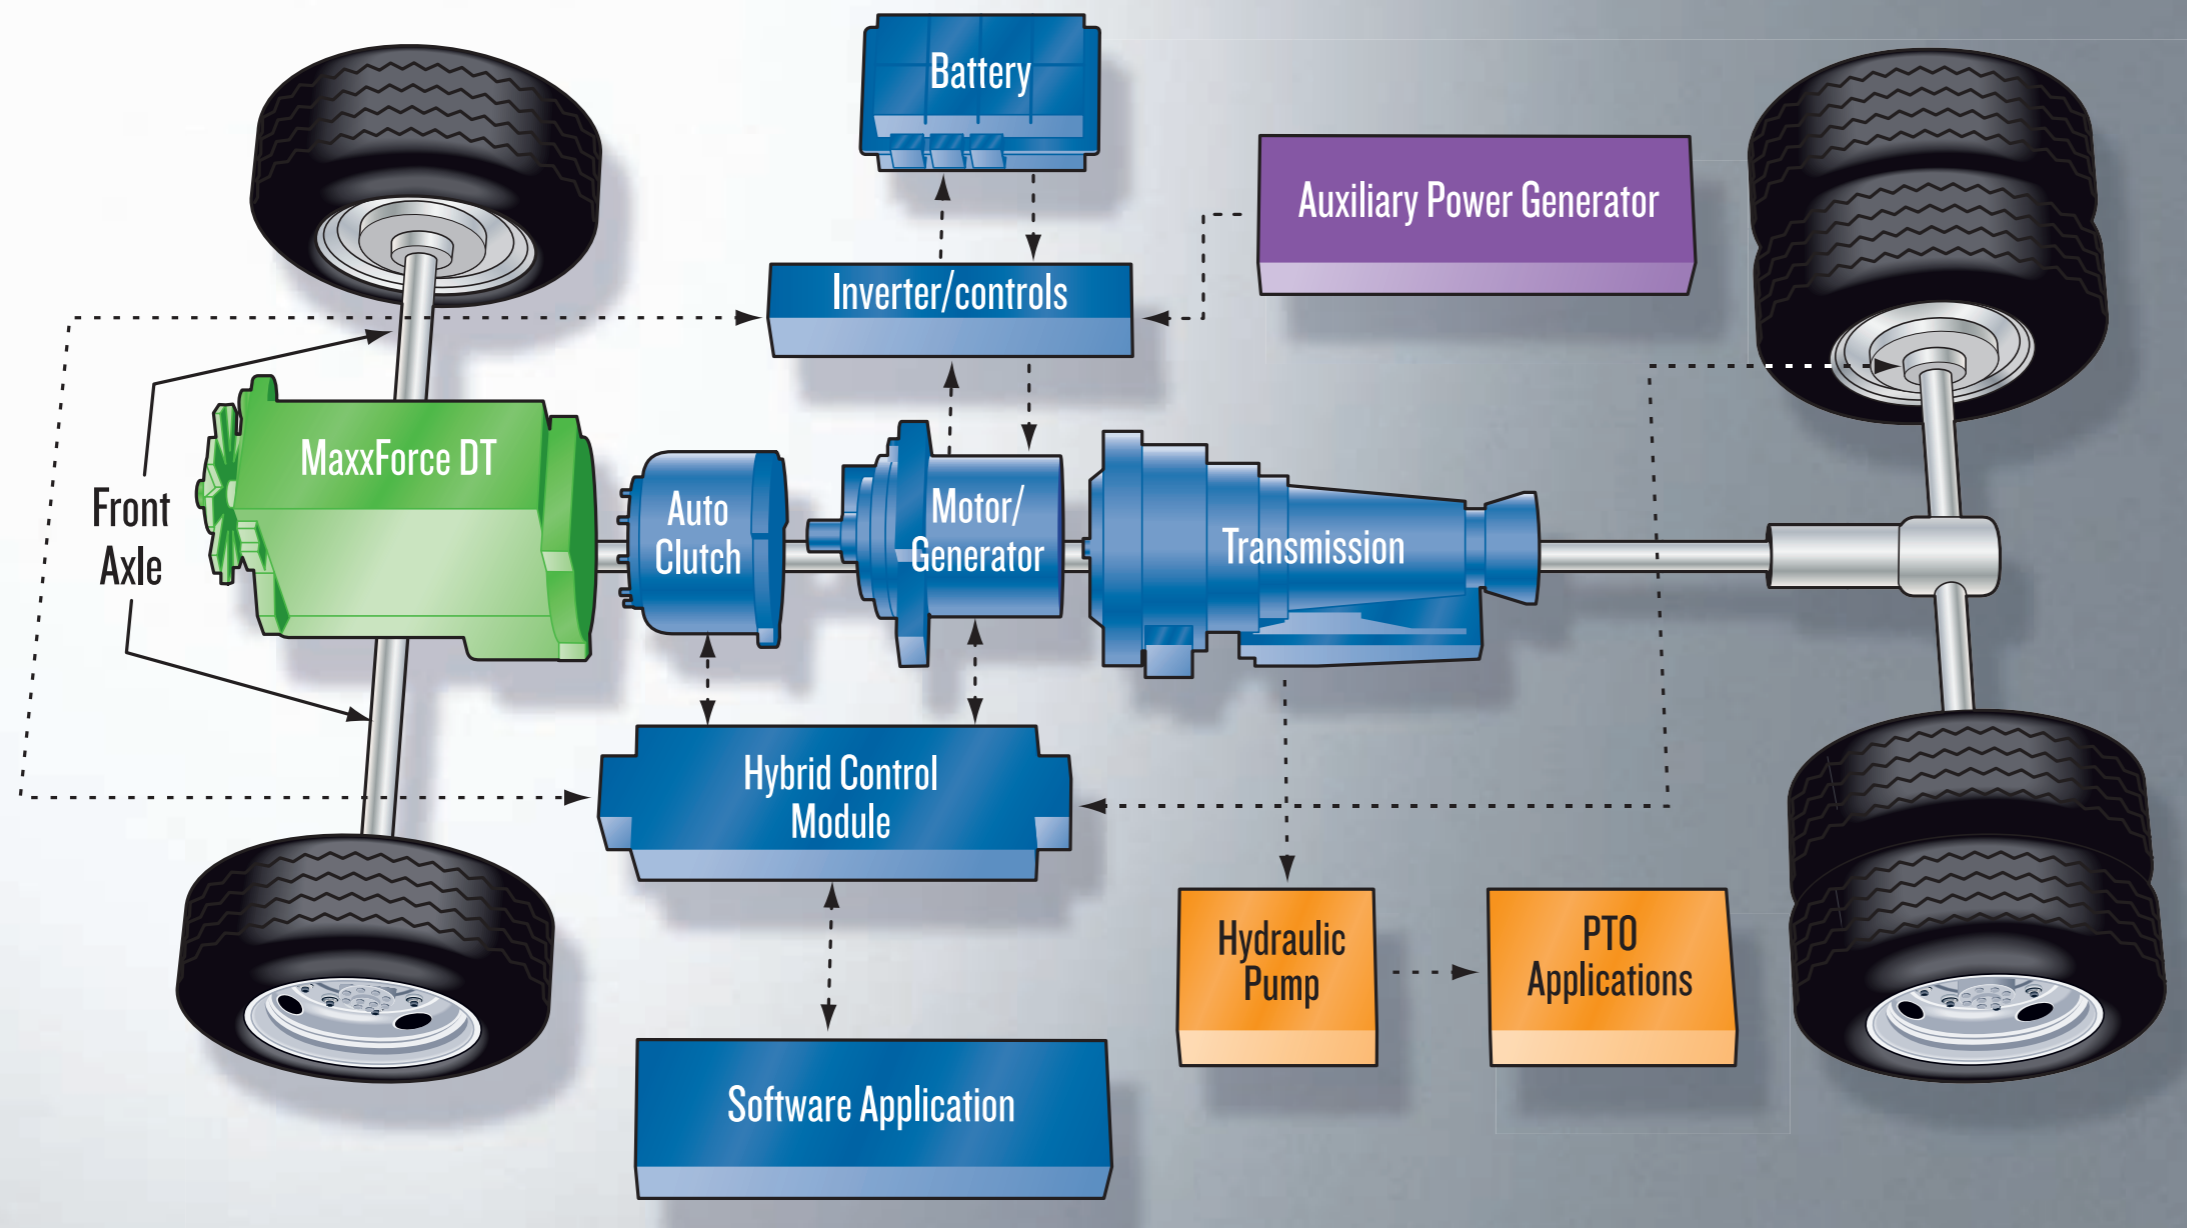 Battery
Auxiliary Power Generator
Inverter/controls
MaxxForce DT
Front
Axle
Auto
Clutch
Motor/
Generator
Transmission
Hybrid Control
Module
Hydraulic
Pump
PTO
Applications
Software Application